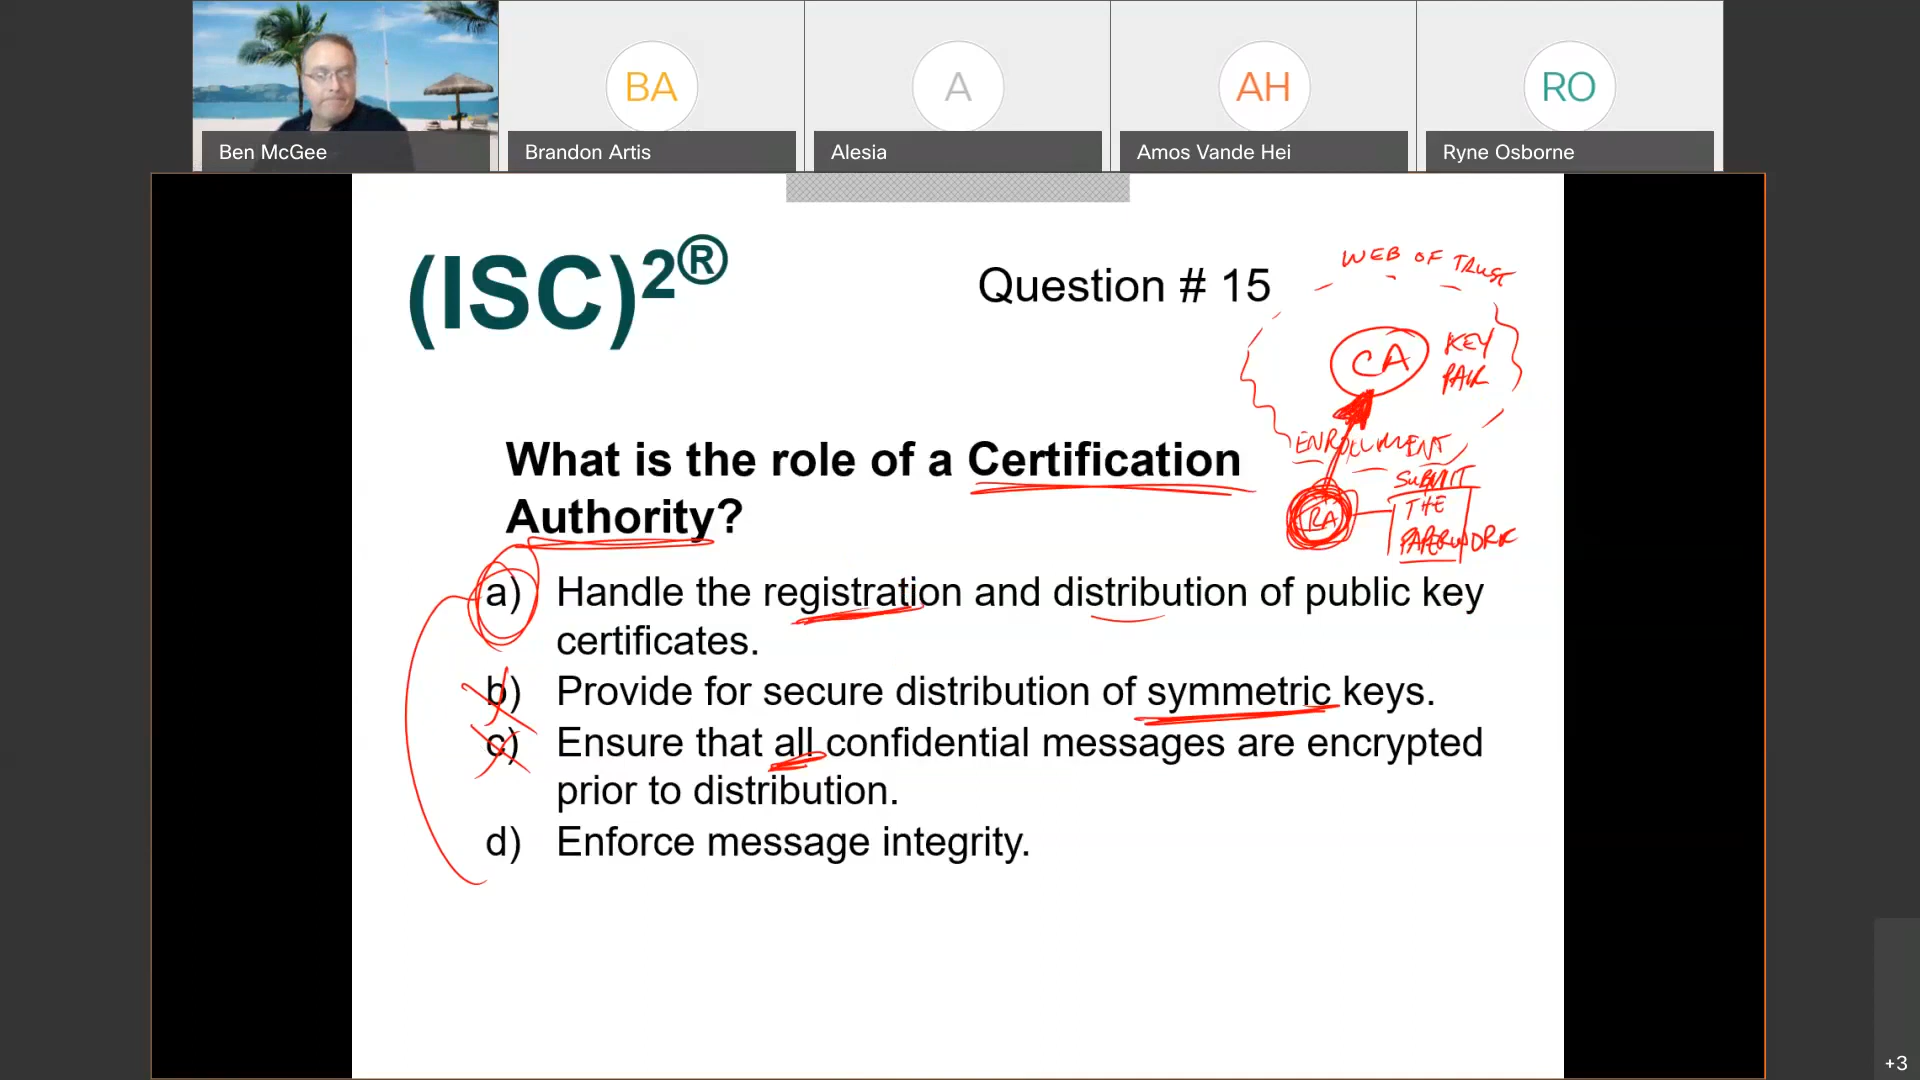 BA
A
AH
RO
Ben McGee
Brandon Artis
Alesia
Amos Vande Hei
Ryne Osborne
(ISC)2®
Question # 15
WEB OF TRUST
CA
KEY
PAIR
ENROLLMENT
SUBMIT
THE
PAPERWORK
RA
What is the role of a Certification
Authority?
a) Handle the registration and distribution of public key
certificates.
b) Provide for secure distribution of symmetric keys.
c) Ensure that all confidential messages are encrypted
prior to distribution.
d) Enforce message integrity.
+3